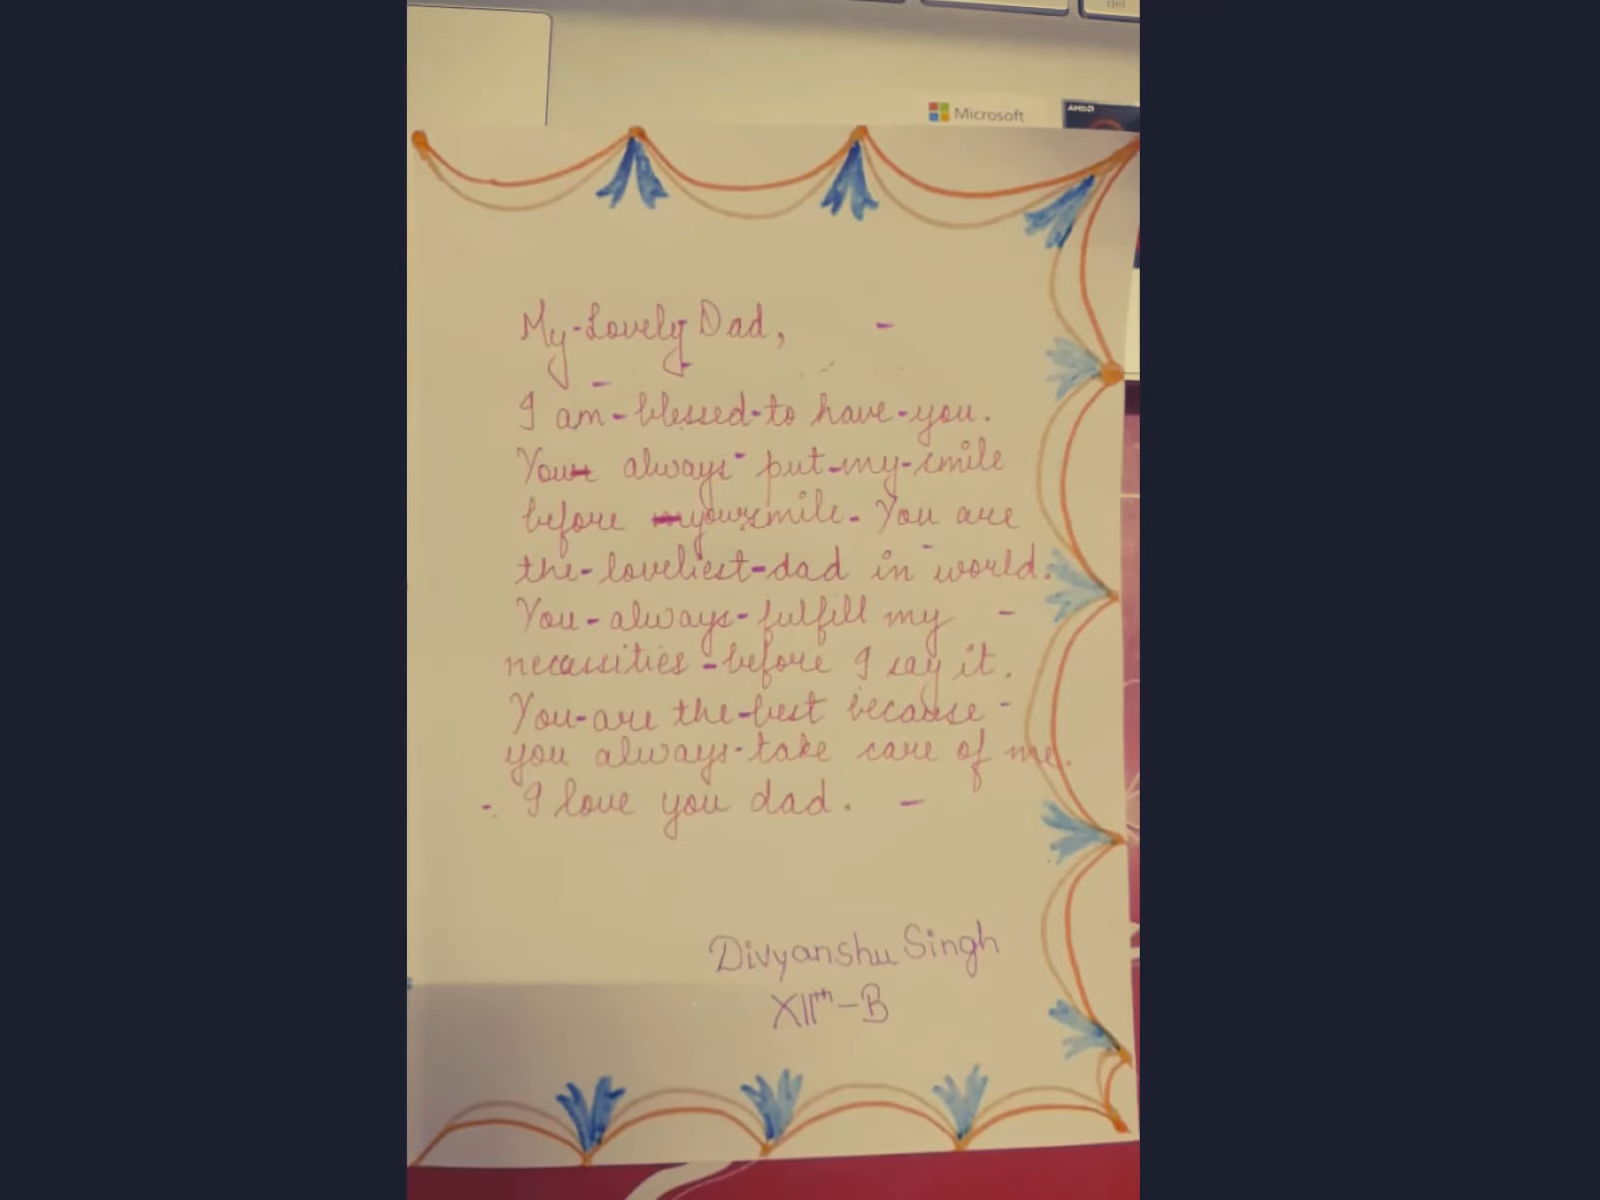 del
Microsoft
AMD
My-Lovely Dad, -
I am-blessed-to have-you.
You always put-my-smile
before your smile- You are
the-loveliest-dad in world.
You-always-fulfill my -
necessities-before I say it.
You-are the-best because -
you always-take care of me.
- I love you dad. -
Divyanshu Singh
XIIth-B